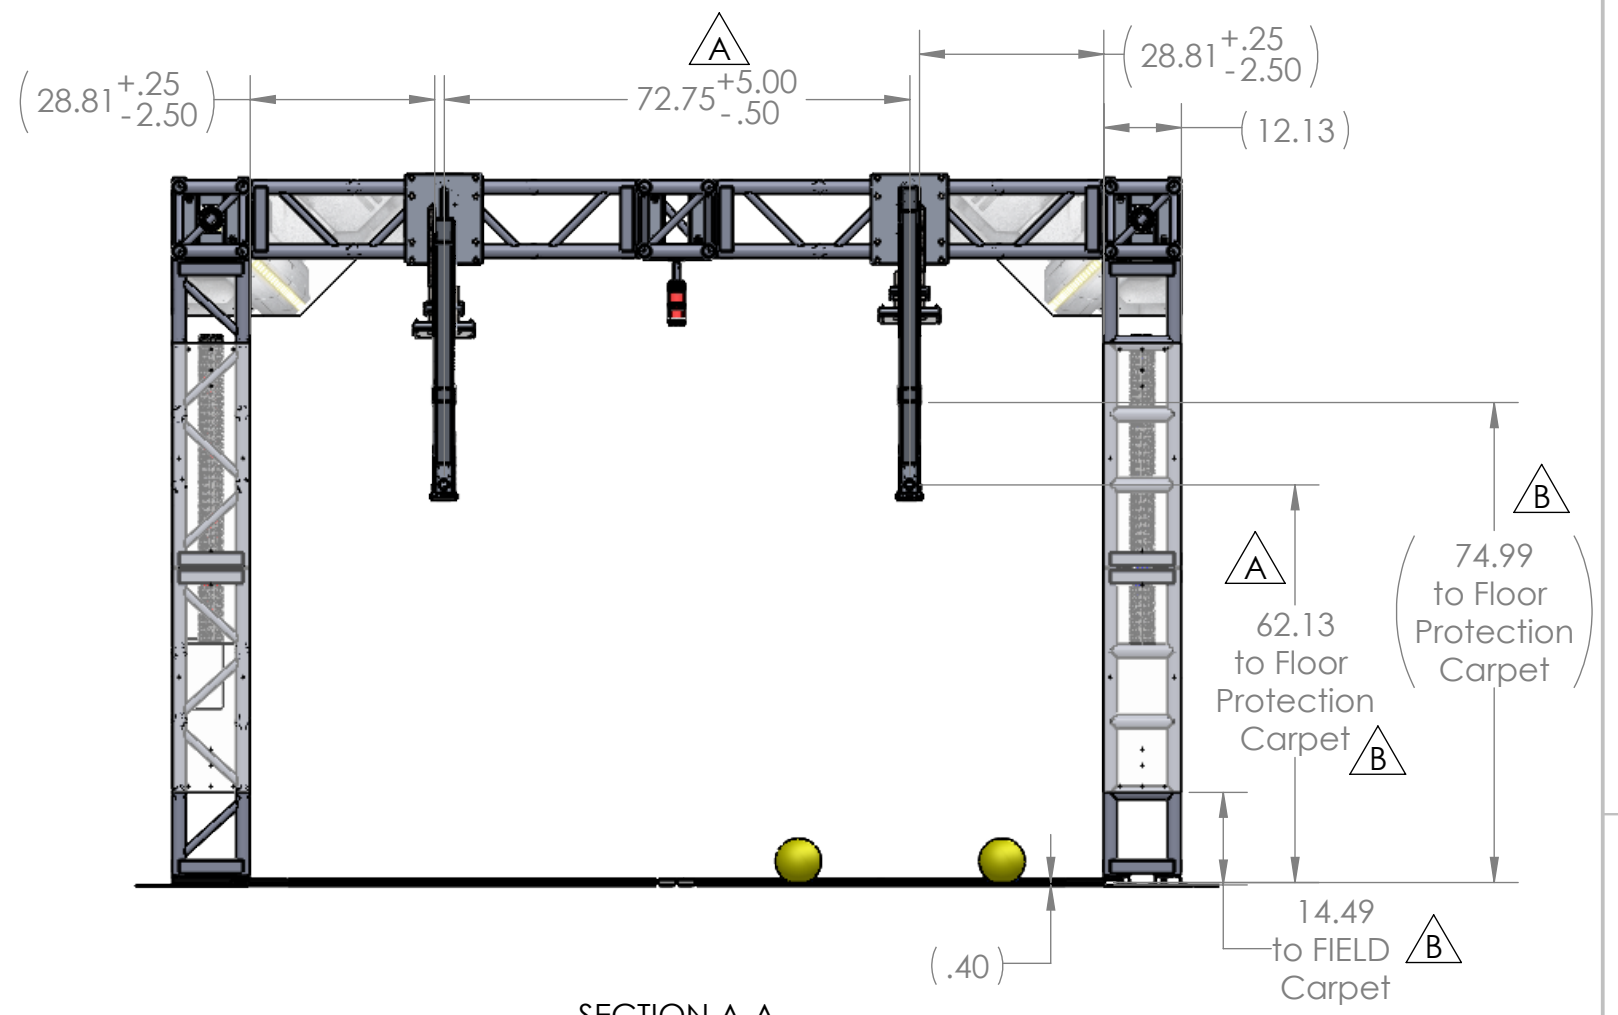 A
(28.81 +.25 -2.50)
72.75 +5.00 -.50
(28.81 +.25 -2.50)
(12.13)
B
74.99
to Floor
Protection
Carpet
A
62.13
to Floor
Protection
Carpet
B
14.49
to FIELD
Carpet
B
(.40)
SECTION A-A